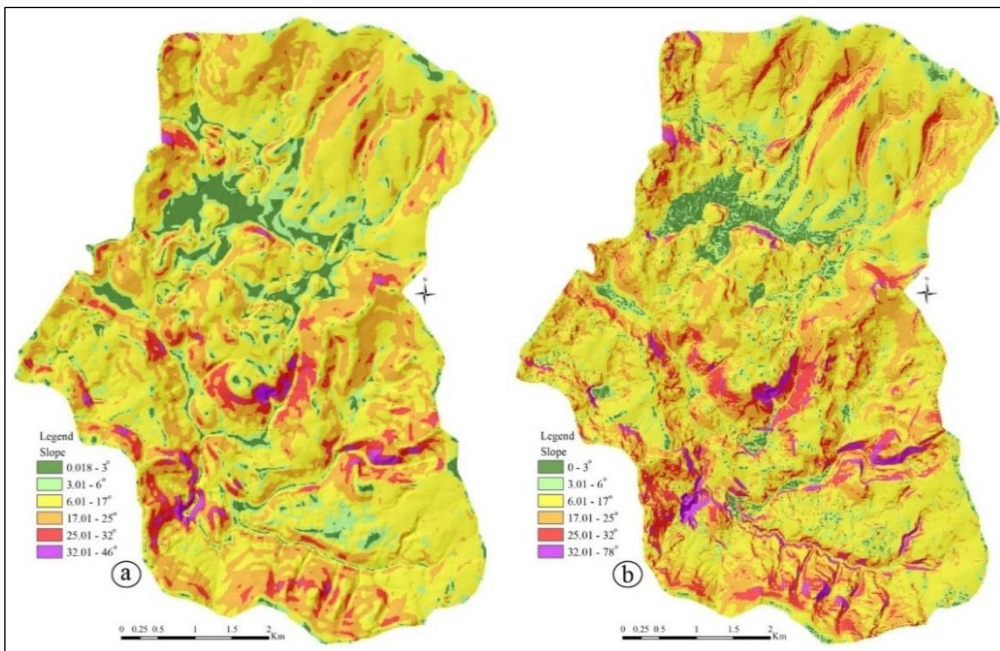 Legend
Slope
0.018 - 3°
3.01 - 6°
6.01 - 17°
17.01 - 25°
25.01 - 32°
32.01 - 46°
a
0 0.25 0.5 1 1.5 2
Km
Legend
Slope
0 - 3°
3.01 - 6°
6.01 - 17°
17.01 - 25°
25.01 - 32°
32.01 - 78°
b
0 0.25 0.5 1 1.5 2
Km